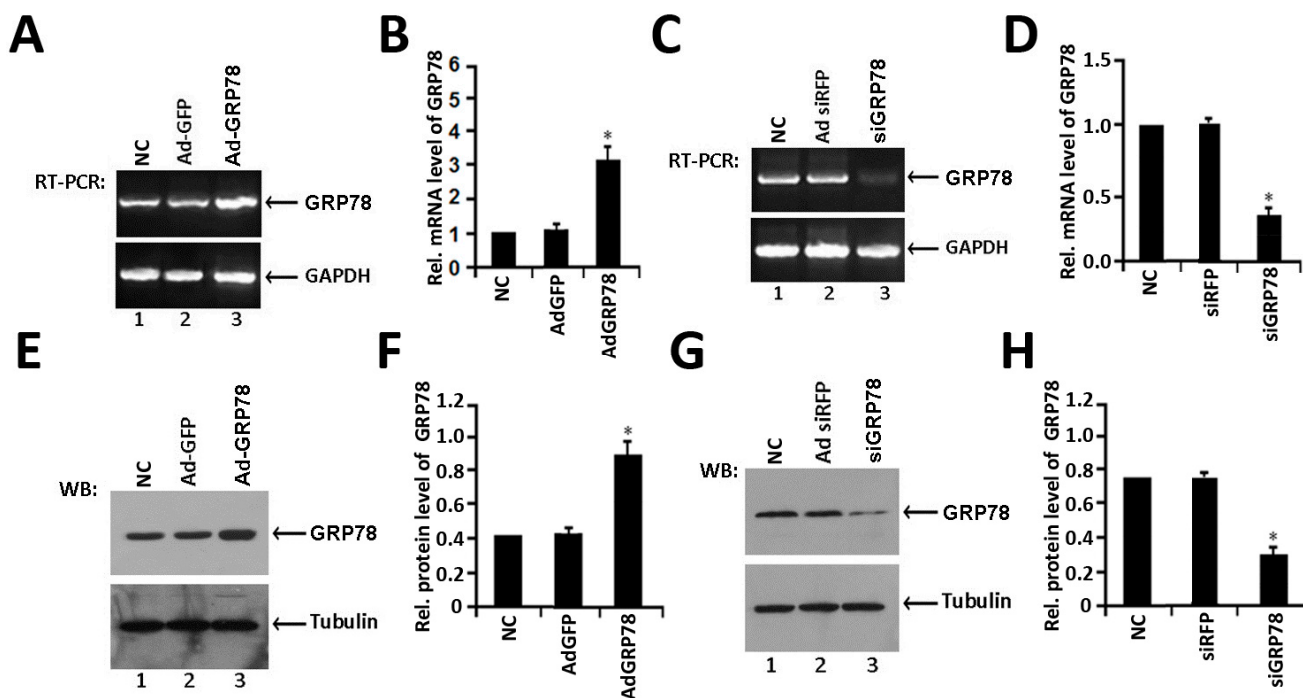 A
NC
Ad-GFP
Ad-GRP78
RT-PCR:
GRP78
GAPDH
1 2 3
B
Rel. mRNA level of GRP78
6
5
4
3
2
1
0
*
NC
AdGFP
AdGRP78
C
NC
Ad siRFP
siGRP78
RT-PCR:
GRP78
GAPDH
1 2 3
D
Rel. mRNA level of GRP78
1.5
1.0
0.5
0.0
*
NC
siRFP
siGRP78
E
NC
Ad-GFP
Ad-GRP78
WB:
GRP78
Tubulin
1 2 3
F
Rel. protein level of GRP78
1.2
1.0
0.8
0.6
0.4
0.2
0
*
NC
AdGFP
AdGRP78
G
NC
Ad siRFP
siGRP78
WB:
GRP78
Tubulin
1 2 3
H
Rel. protein level of GRP78
1.2
1.0
0.8
0.6
0.4
0.2
0
*
NC
siRFP
siGRP78